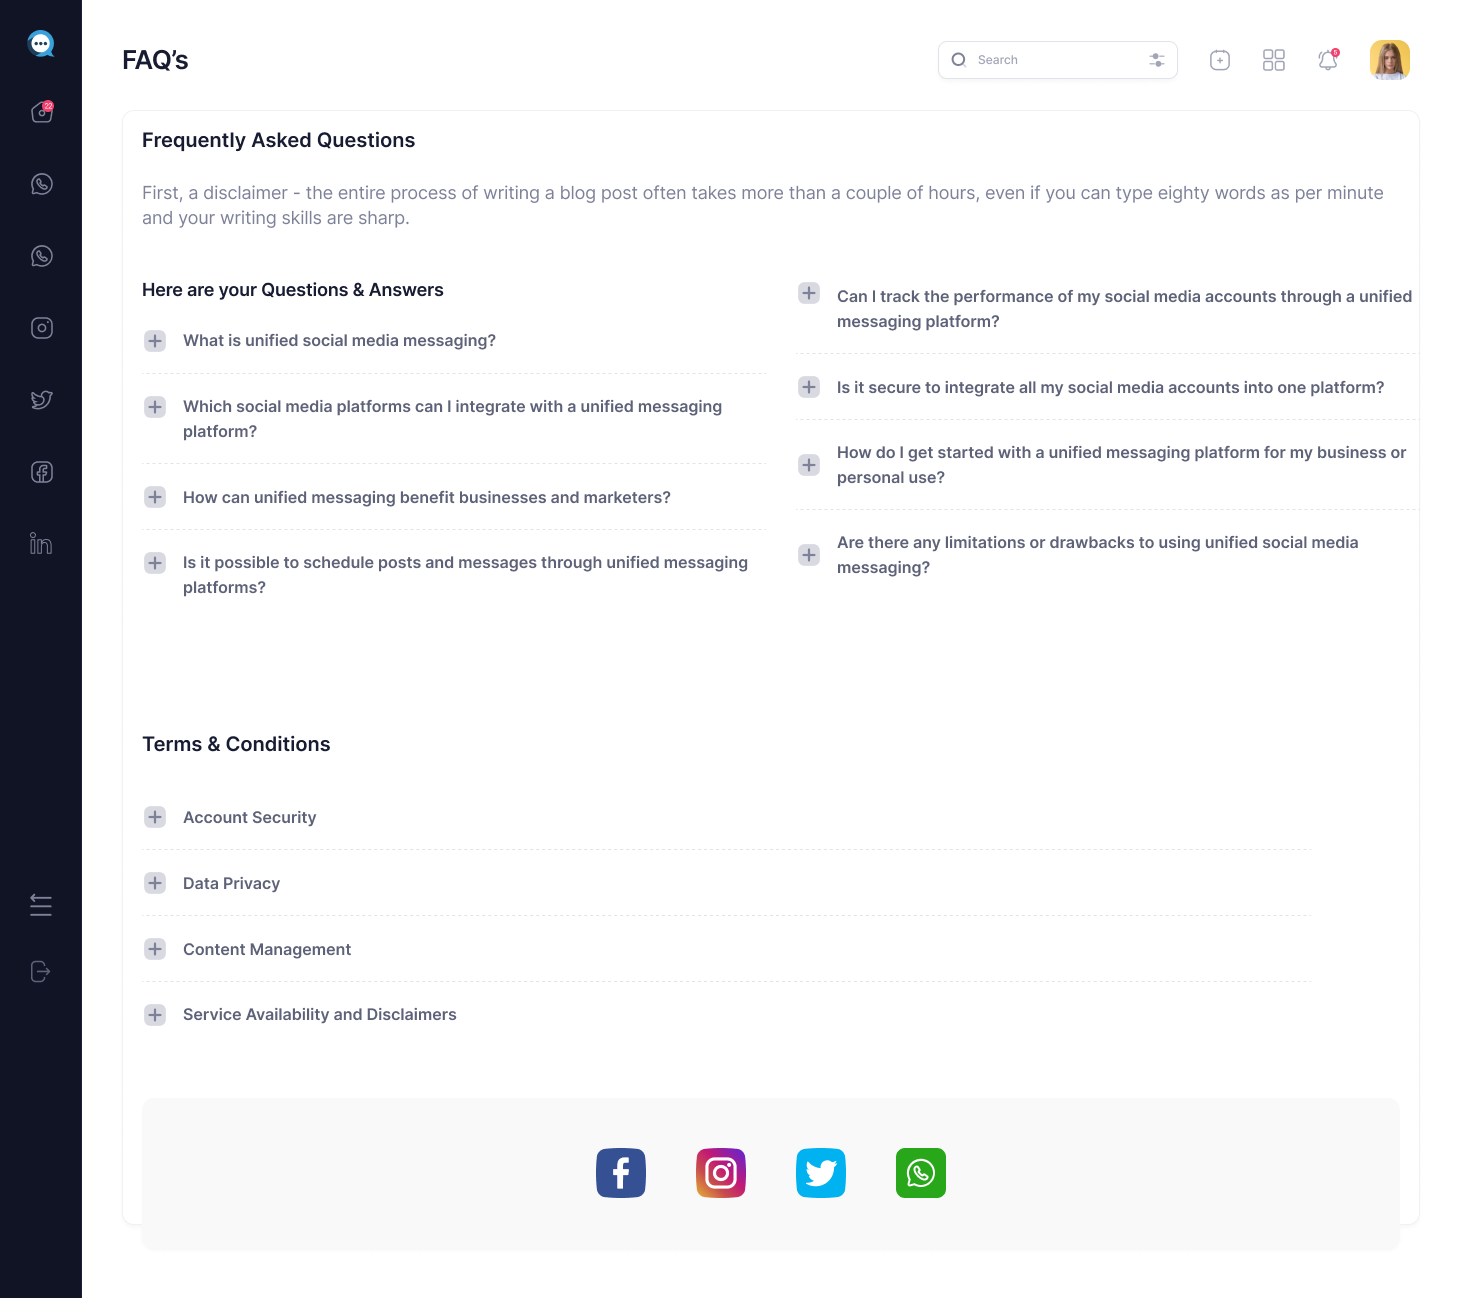 FAQ’s
Search
22
5
Frequently Asked Questions
First, a disclaimer - the entire process of writing a blog post often takes more than a couple of hours, even if you can type eighty words as per minute
and your writing skills are sharp.
Here are your Questions & Answers
What is unified social media messaging?
Which social media platforms can I integrate with a unified messaging
platform?
How can unified messaging benefit businesses and marketers?
Is it possible to schedule posts and messages through unified messaging
platforms?
Can I track the performance of my social media accounts through a unified
messaging platform?
Is it secure to integrate all my social media accounts into one platform?
How do I get started with a unified messaging platform for my business or
personal use?
Are there any limitations or drawbacks to using unified social media
messaging?
Terms & Conditions
Account Security
Data Privacy
Content Management
Service Availability and Disclaimers